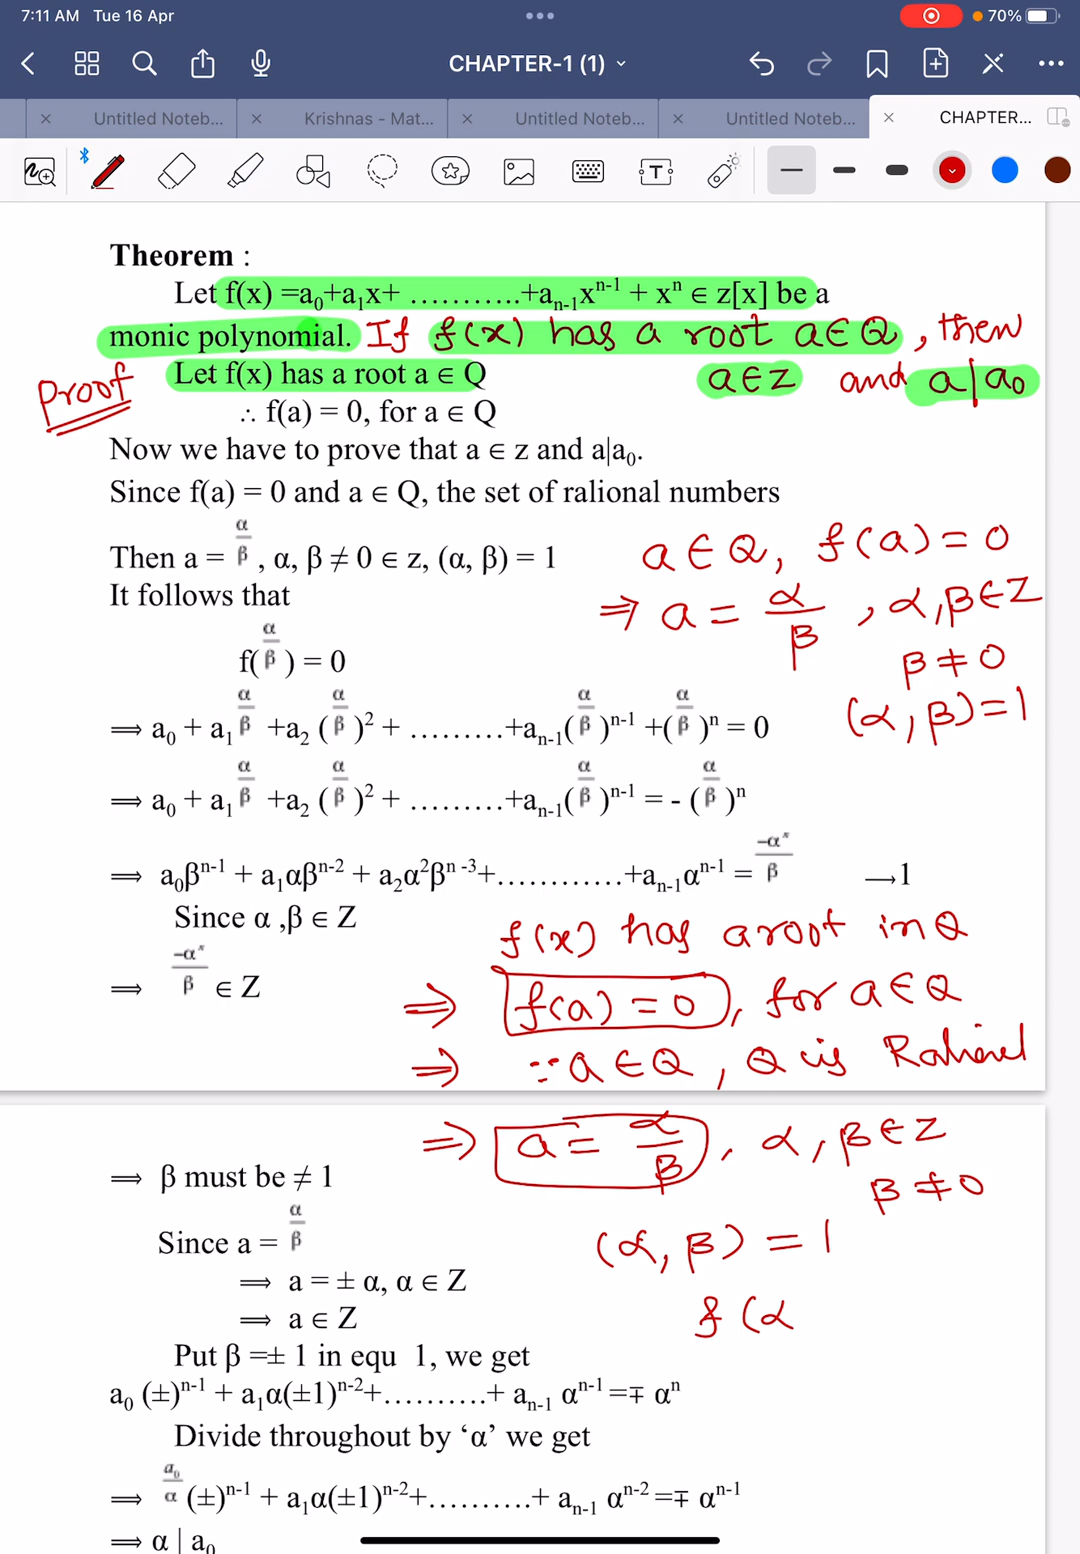 7:11 AM Tue 16 Apr
70%
CHAPTER-1 (1)
Untitled Noteb...
Krishnas - Mat...
Untitled Noteb...
Untitled Noteb...
CHAPTER...
T
Theorem :
Let f(x) =a₀+a₁x+ ...........+aₙ₋₁xⁿ⁻¹ + xⁿ ∈ z[x] be a
monic polynomial. If f(x) has a root a∈Q, then
Proof Let f(x) has a root a ∈ Q a∈z and a|a₀
∴ f(a) = 0, for a ∈ Q
Now we have to prove that a ∈ z and a|a₀.
Since f(a) = 0 and a ∈ Q, the set of ralional numbers
Then a = α/β , α, β ≠ 0 ∈ z, (α, β) = 1
a∈Q, f(a)=0
It follows that
⇒ a = α/β , α,β∈Z
β≠0
f(α/β) = 0
(α,β)=1
⟹ a₀ + a₁ α/β +a₂ (α/β)² + .........+aₙ₋₁(α/β)ⁿ⁻¹ +(α/β)ⁿ = 0
⟹ a₀ + a₁ α/β +a₂ (α/β)² + .........+aₙ₋₁(α/β)ⁿ⁻¹ = - (α/β)ⁿ
⟹ a₀βⁿ⁻¹ + a₁αβⁿ⁻² + a₂α²βⁿ ⁻³+............+aₙ₋₁αⁿ⁻¹ = -αⁿ/β →1
Since α ,β ∈ Z
f(x) has a root in Q
⟹ -αⁿ/β ∈ Z
⇒ f(a) = 0, for a∈Q
⇒ ∵ a∈Q, Q is Rational
⇒ a = α/β, α,β∈Z
⟹ β must be ≠ 1
β≠0
Since a = α/β
(α,β) = 1
⟹ a = ± α, α ∈ Z
f(α
⟹ a ∈ Z
Put β =± 1 in equ 1, we get
a₀ (±)ⁿ⁻¹ + a₁α(±1)ⁿ⁻²+..........+ aₙ₋₁ αⁿ⁻¹ =∓ αⁿ
Divide throughout by ‘α’ we get
⟹ a₀/α (±)ⁿ⁻¹ + a₁α(±1)ⁿ⁻²+..........+ aₙ₋₁ αⁿ⁻² =∓ αⁿ⁻¹
⟹ α | a₀